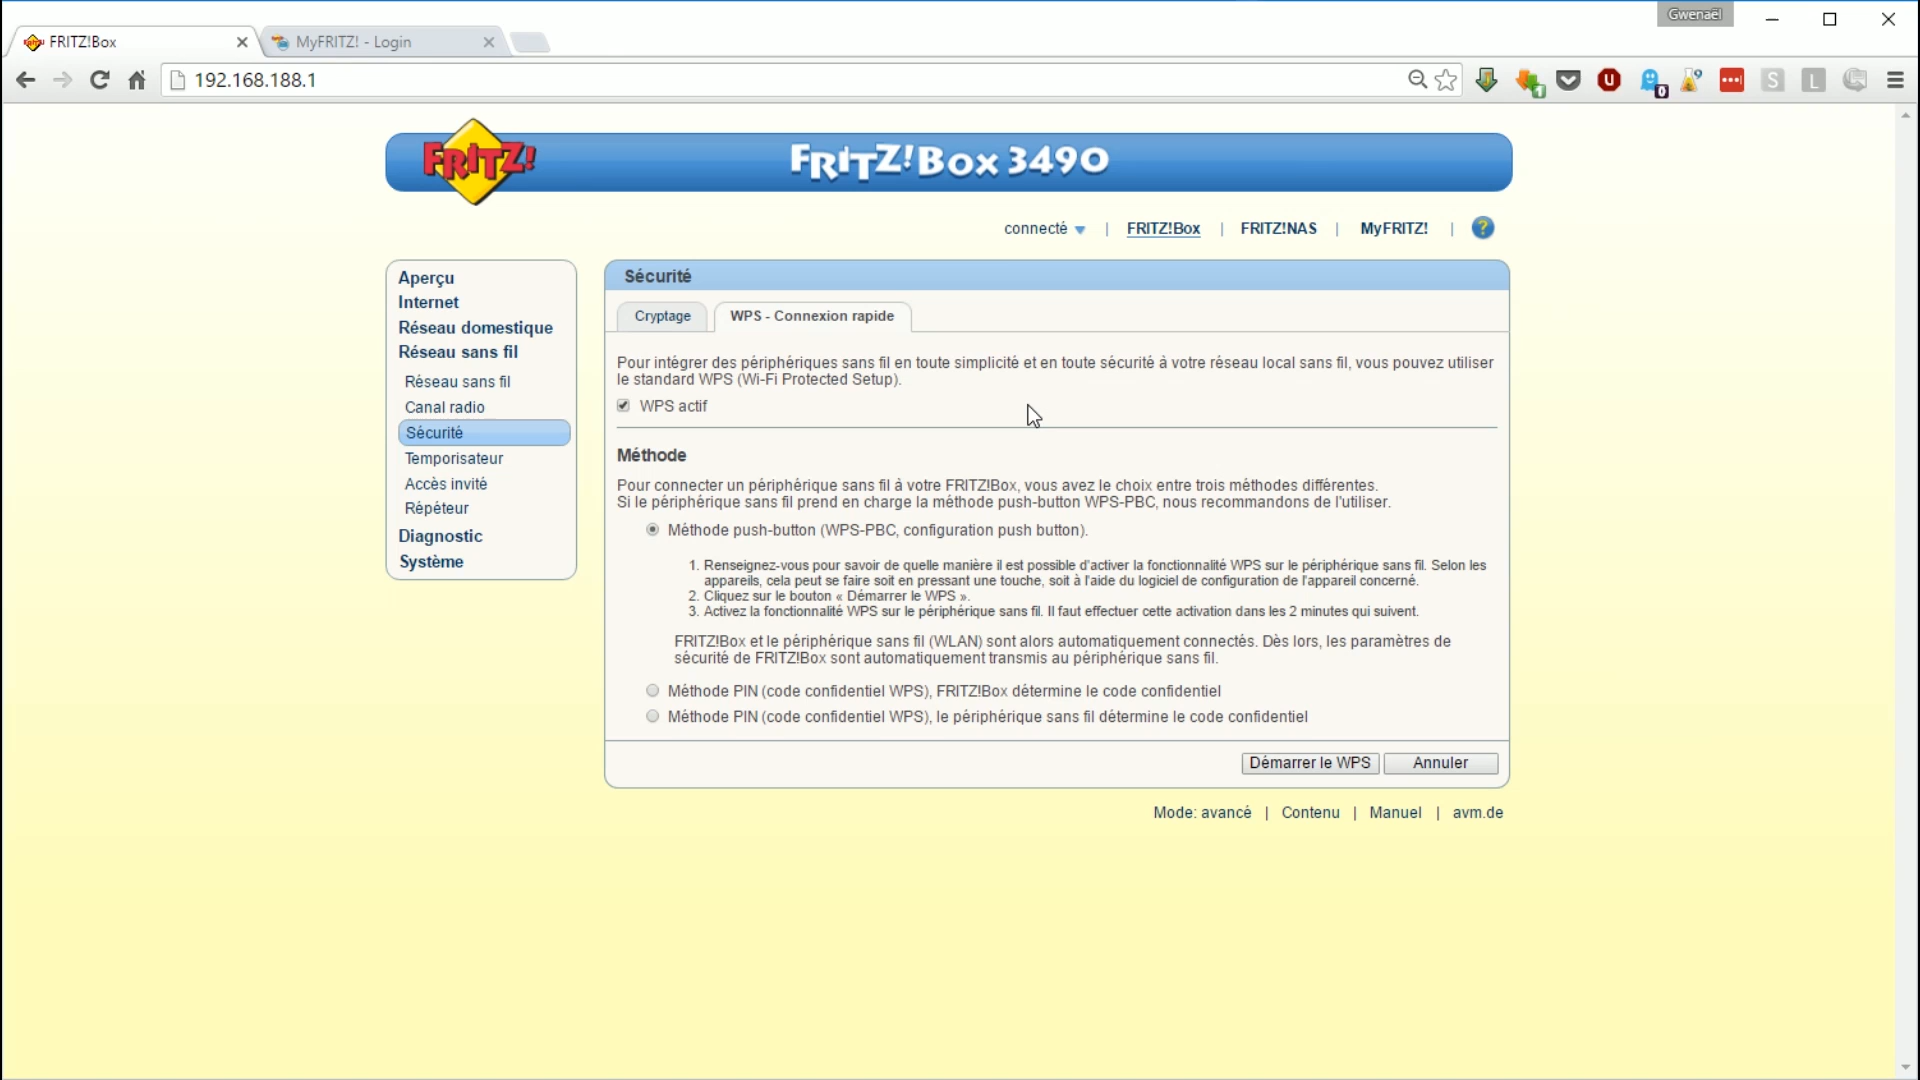 Gwenaël
FRITZ!Box
MyFRITZ! - Login
192.168.188.1
FRITZ!
FRITZ!Box 3490
connecté | FRITZ!Box | FRITZ!NAS | MyFRITZ! | ?
Aperçu
Internet
Réseau domestique
Réseau sans fil
Réseau sans fil
Canal radio
Sécurité
Temporisateur
Accès invité
Répéteur
Diagnostic
Système
Sécurité
Cryptage
WPS - Connexion rapide
Pour intégrer des périphériques sans fil en toute simplicité et en toute sécurité à votre réseau local sans fil, vous pouvez utiliser
le standard WPS (Wi-Fi Protected Setup).
WPS actif
Méthode
Pour connecter un périphérique sans fil à votre FRITZ!Box, vous avez le choix entre trois méthodes différentes.
Si le périphérique sans fil prend en charge la méthode push-button WPS-PBC, nous recommandons de l'utiliser.
Méthode push-button (WPS-PBC, configuration push button).
1. Renseignez-vous pour savoir de quelle manière il est possible d'activer la fonctionnalité WPS sur le périphérique sans fil. Selon les
appareils, cela peut se faire soit en pressant une touche, soit à l'aide du logiciel de configuration de l'appareil concerné.
2. Cliquez sur le bouton « Démarrer le WPS ».
3. Activez la fonctionnalité WPS sur le périphérique sans fil. Il faut effectuer cette activation dans les 2 minutes qui suivent.
FRITZ!Box et le périphérique sans fil (WLAN) sont alors automatiquement connectés. Dès lors, les paramètres de
sécurité de FRITZ!Box sont automatiquement transmis au périphérique sans fil.
Méthode PIN (code confidentiel WPS), FRITZ!Box détermine le code confidentiel
Méthode PIN (code confidentiel WPS), le périphérique sans fil détermine le code confidentiel
Démarrer le WPS
Annuler
Mode: avancé | Contenu | Manuel | avm.de